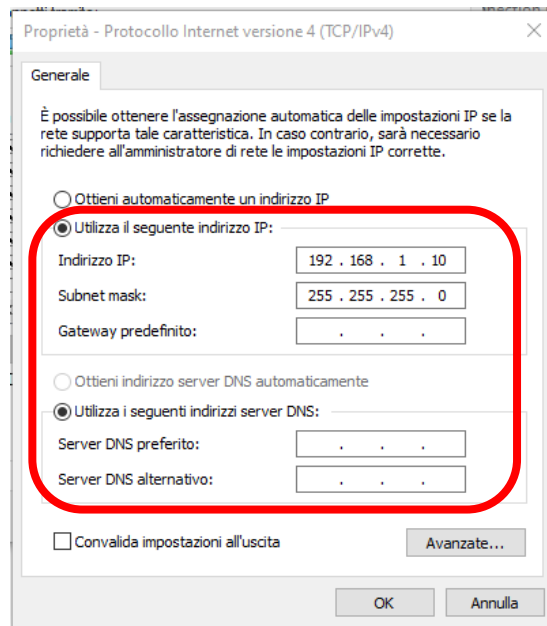 Proprietà - Protocollo Internet versione 4 (TCP/IPv4)
Generale
È possibile ottenere l'assegnazione automatica delle impostazioni IP se la
rete supporta tale caratteristica. In caso contrario, sarà necessario
richiedere all'amministratore di rete le impostazioni IP corrette.
Ottieni automaticamente un indirizzo IP
Utilizza il seguente indirizzo IP:
Indirizzo IP: 192 . 168 . 1 . 10
Subnet mask: 255 . 255 . 255 . 0
Gateway predefinito: . . .
Ottieni indirizzo server DNS automaticamente
Utilizza i seguenti indirizzi server DNS:
Server DNS preferito: . . .
Server DNS alternativo: . . .
Convalida impostazioni all'uscita
Avanzate...
OK Annulla